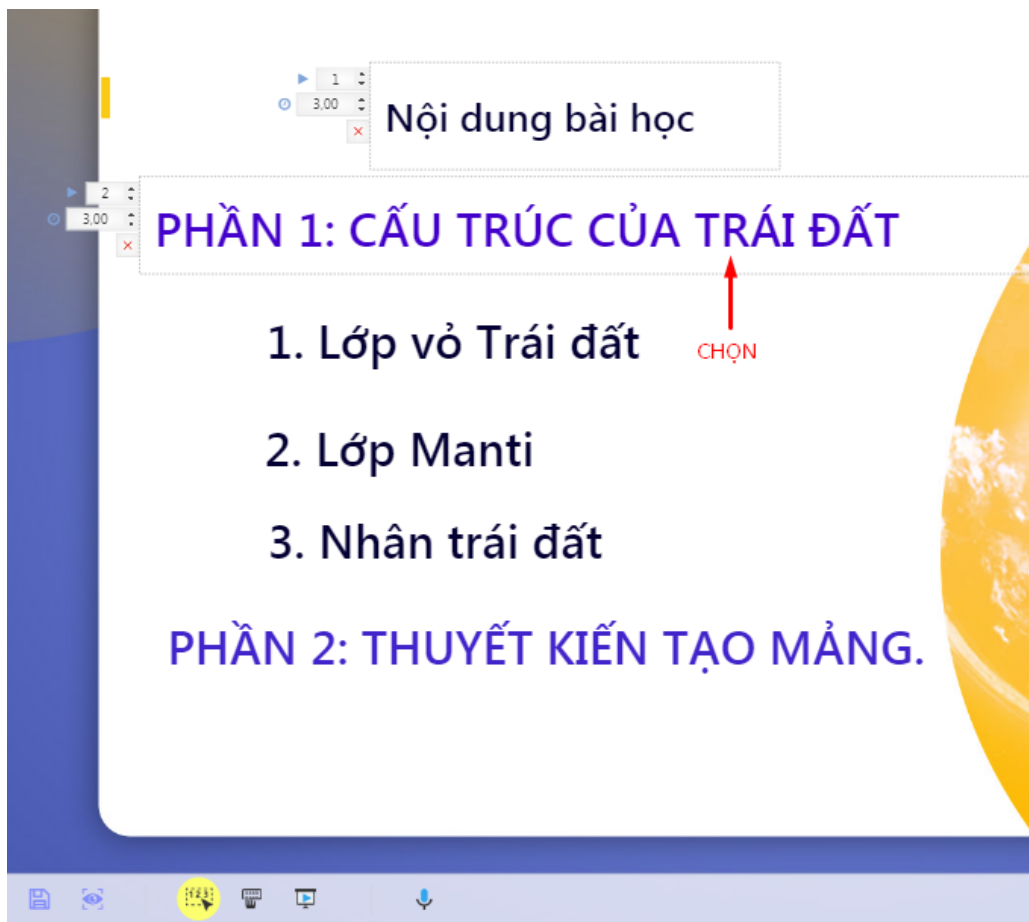 1
3,00
Nội dung bài học
2
3,00
PHẦN 1: CẤU TRÚC CỦA TRÁI ĐẤT
1. Lớp vỏ Trái đất
CHỌN
2. Lớp Manti
3. Nhân trái đất
PHẦN 2: THUYẾT KIẾN TẠO MẢNG.
123